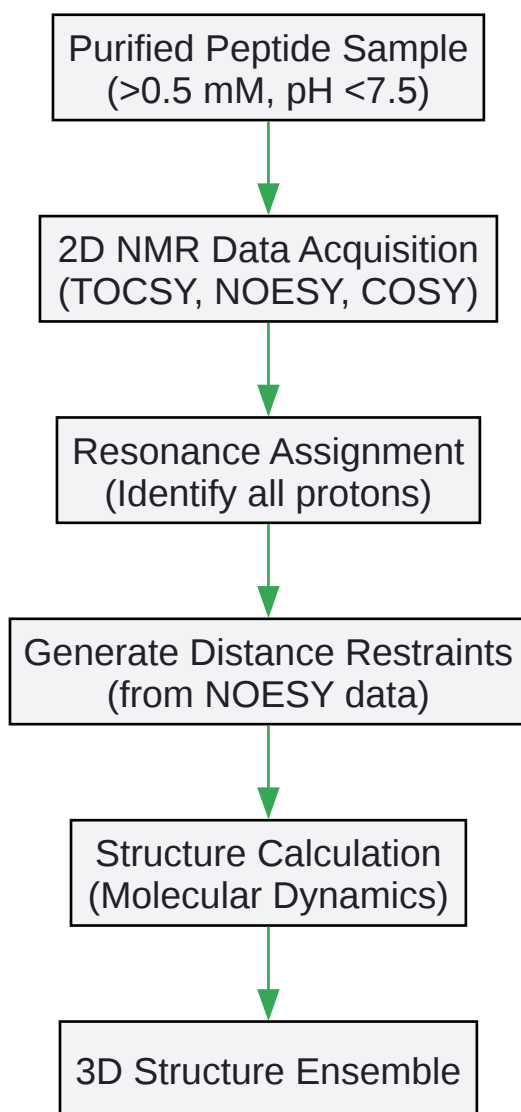 Purified Peptide Sample
(>0.5 mM, pH <7.5)
2D NMR Data Acquisition
(TOCSY, NOESY, COSY)
Resonance Assignment
(Identify all protons)
Generate Distance Restraints
(from NOESY data)
Structure Calculation
(Molecular Dynamics)
3D Structure Ensemble